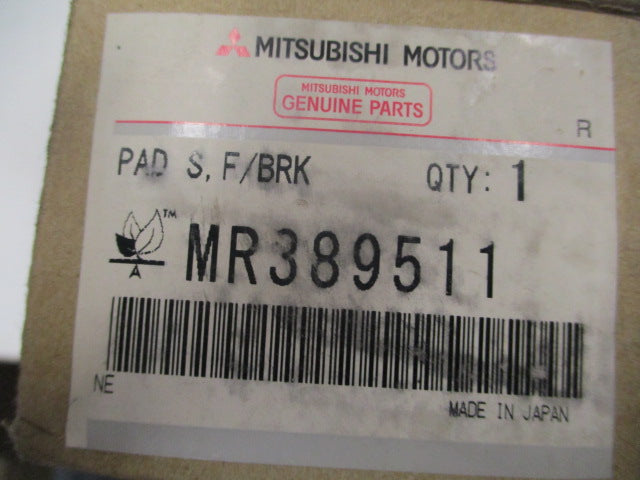 MITSUBISHI MOTORS
MITSUBISHI MOTORS
GENUINE PARTS
R
PAD S, F/BRK QTY: 1
TM
A
MR389511
NE
MADE IN JAPAN